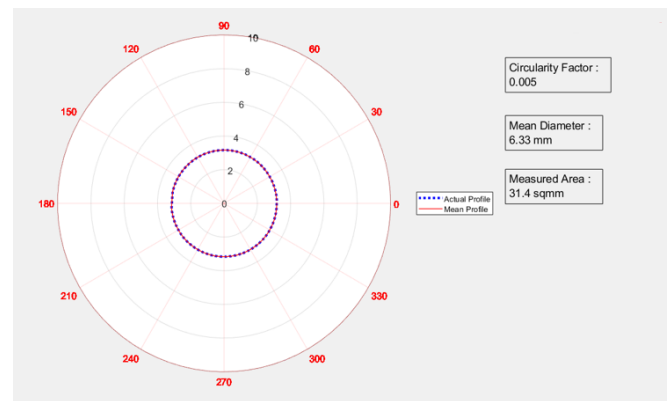 90
120
60
10
8
6
4
2
0
150
30
180
0
210
330
240
300
270
Actual Profile
Mean Profile
Circularity Factor :
0.005
Mean Diameter :
6.33 mm
Measured Area :
31.4 sqmm